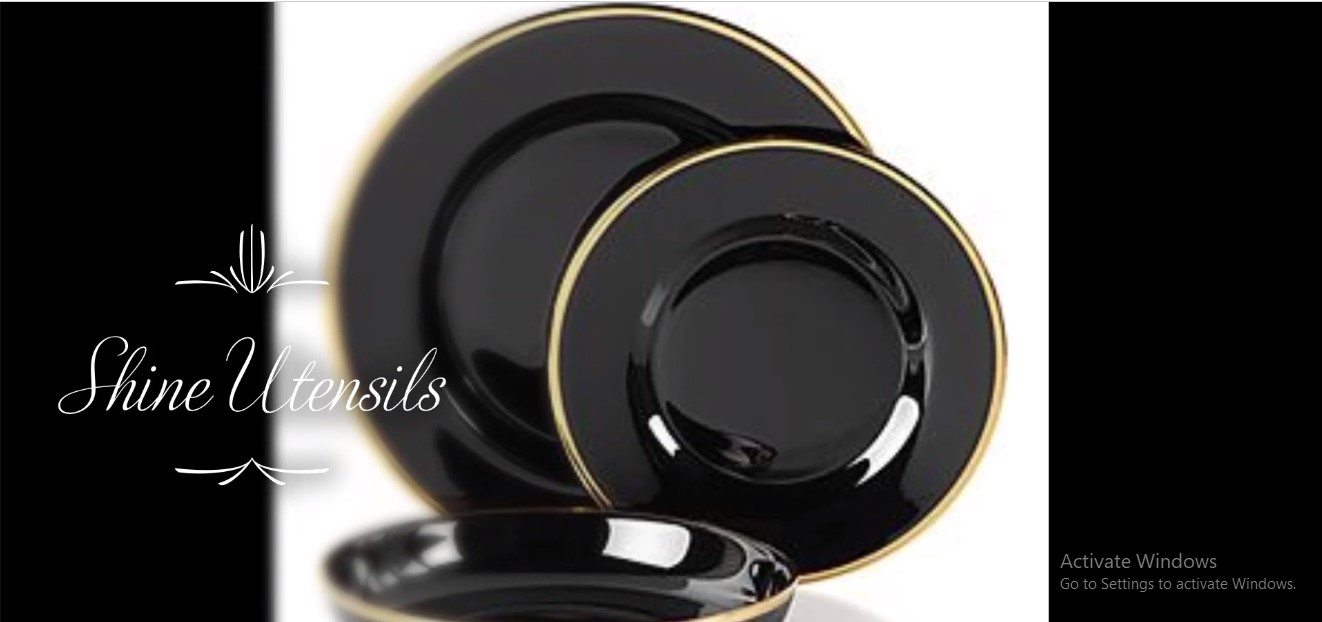 Shine Utensils
Activate Windows
Go to Settings to activate Windows.